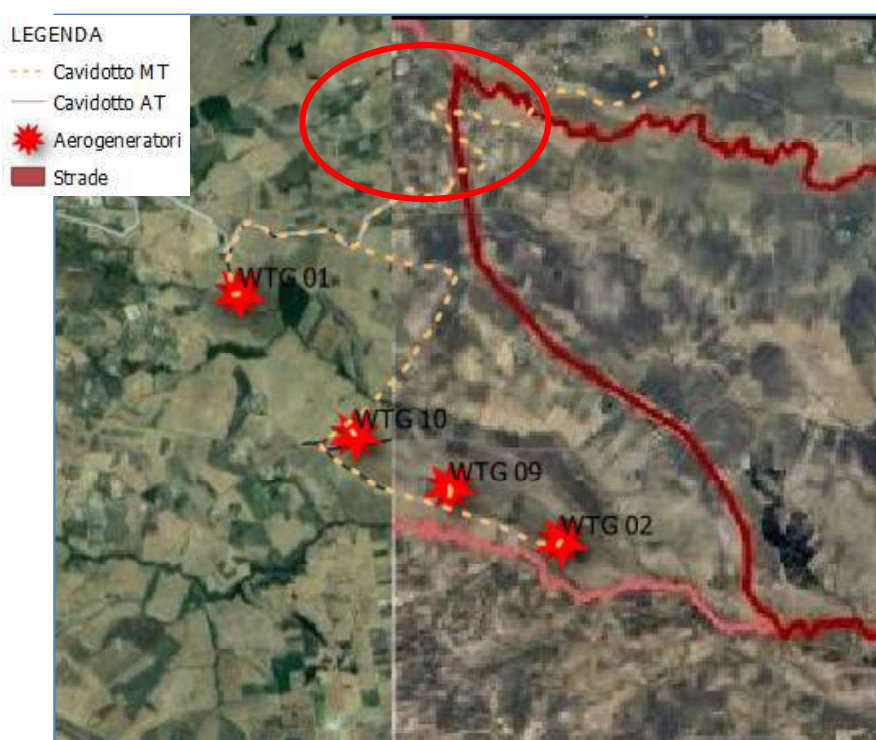 LEGENDA
Cavidotto MT
Cavidotto AT
Aerogeneratori
Strade
WTG 01
WTG 10
WTG 09
WTG 02